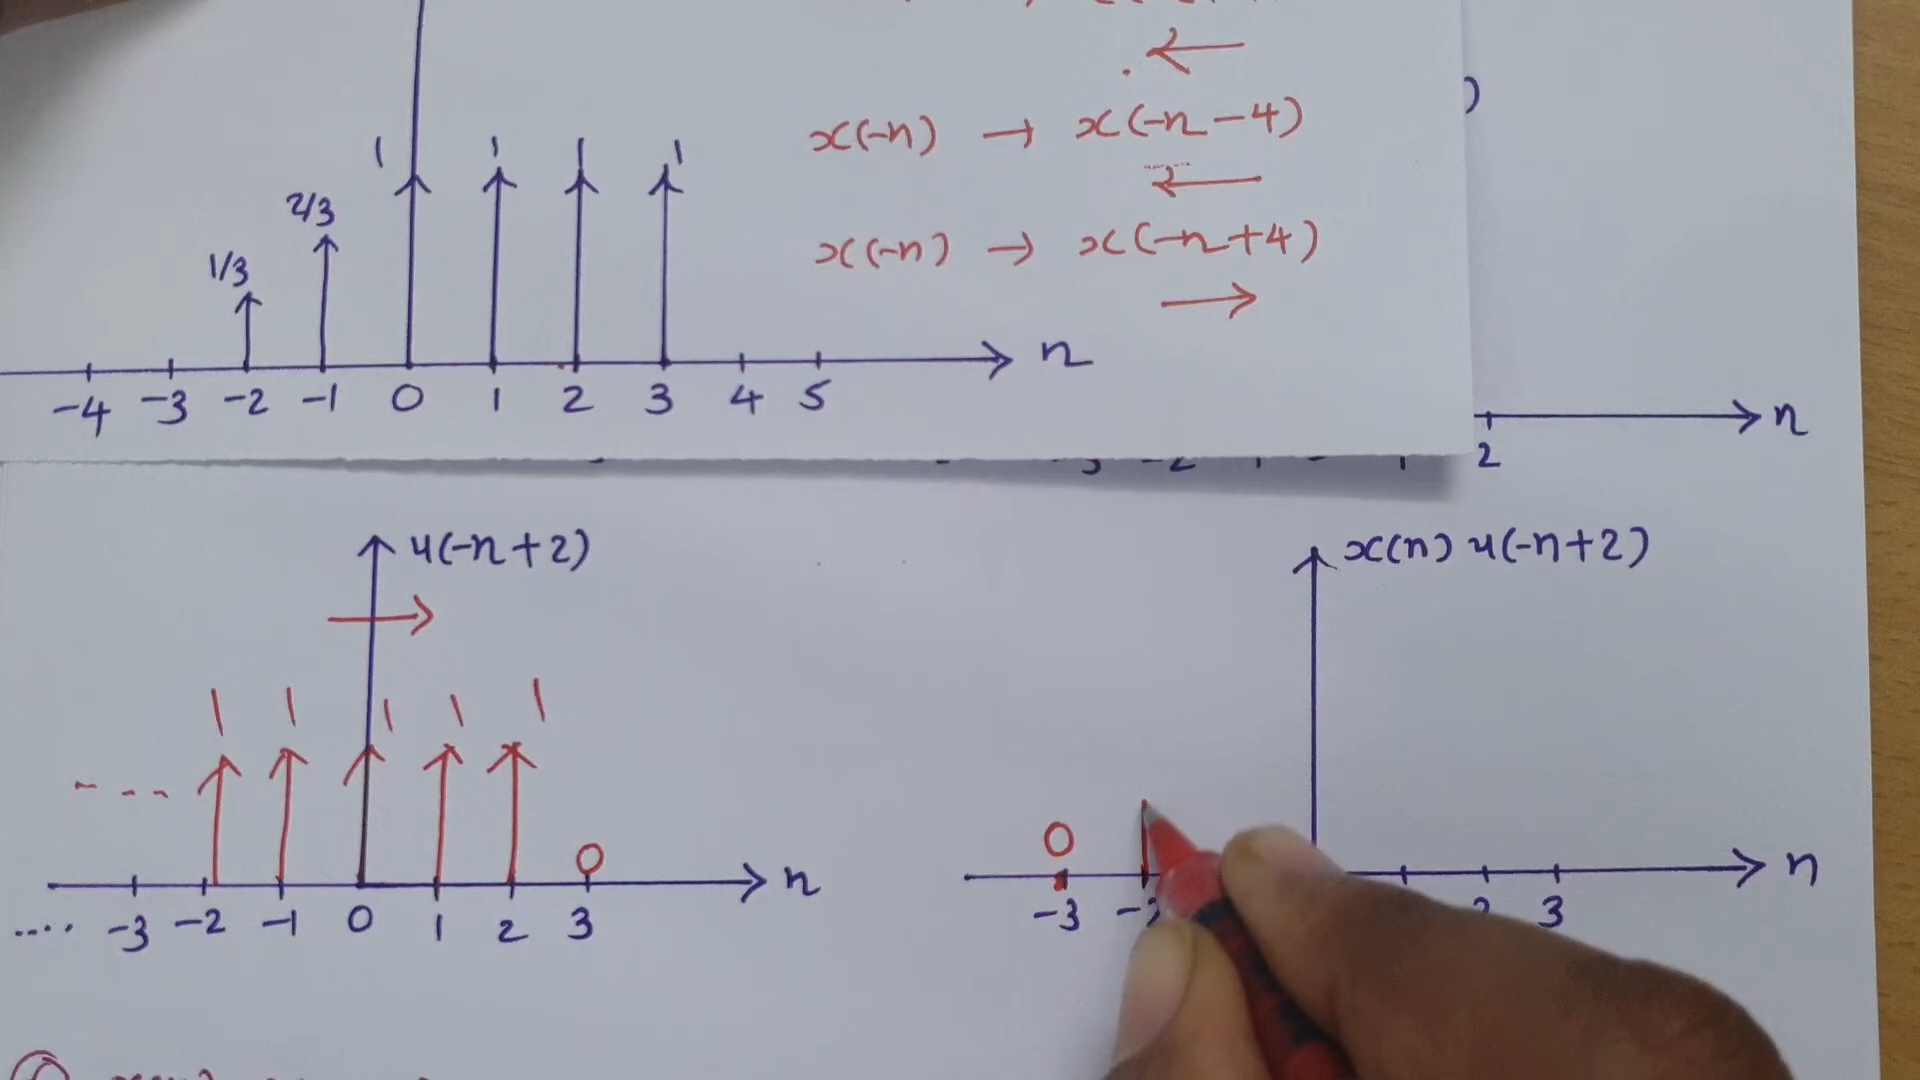 x(-n) → x(-n-4)
x(-n) → x(-n+4)
1 1 1 1
2/3
1/3
n
-4 -3 -2 -1 0 1 2 3 4 5
)
n
2
u(-n+2)
1 1 1 1 1
---
0
n
.... -3 -2 -1 0 1 2 3
x(n) u(-n+2)
0
n
-3 3